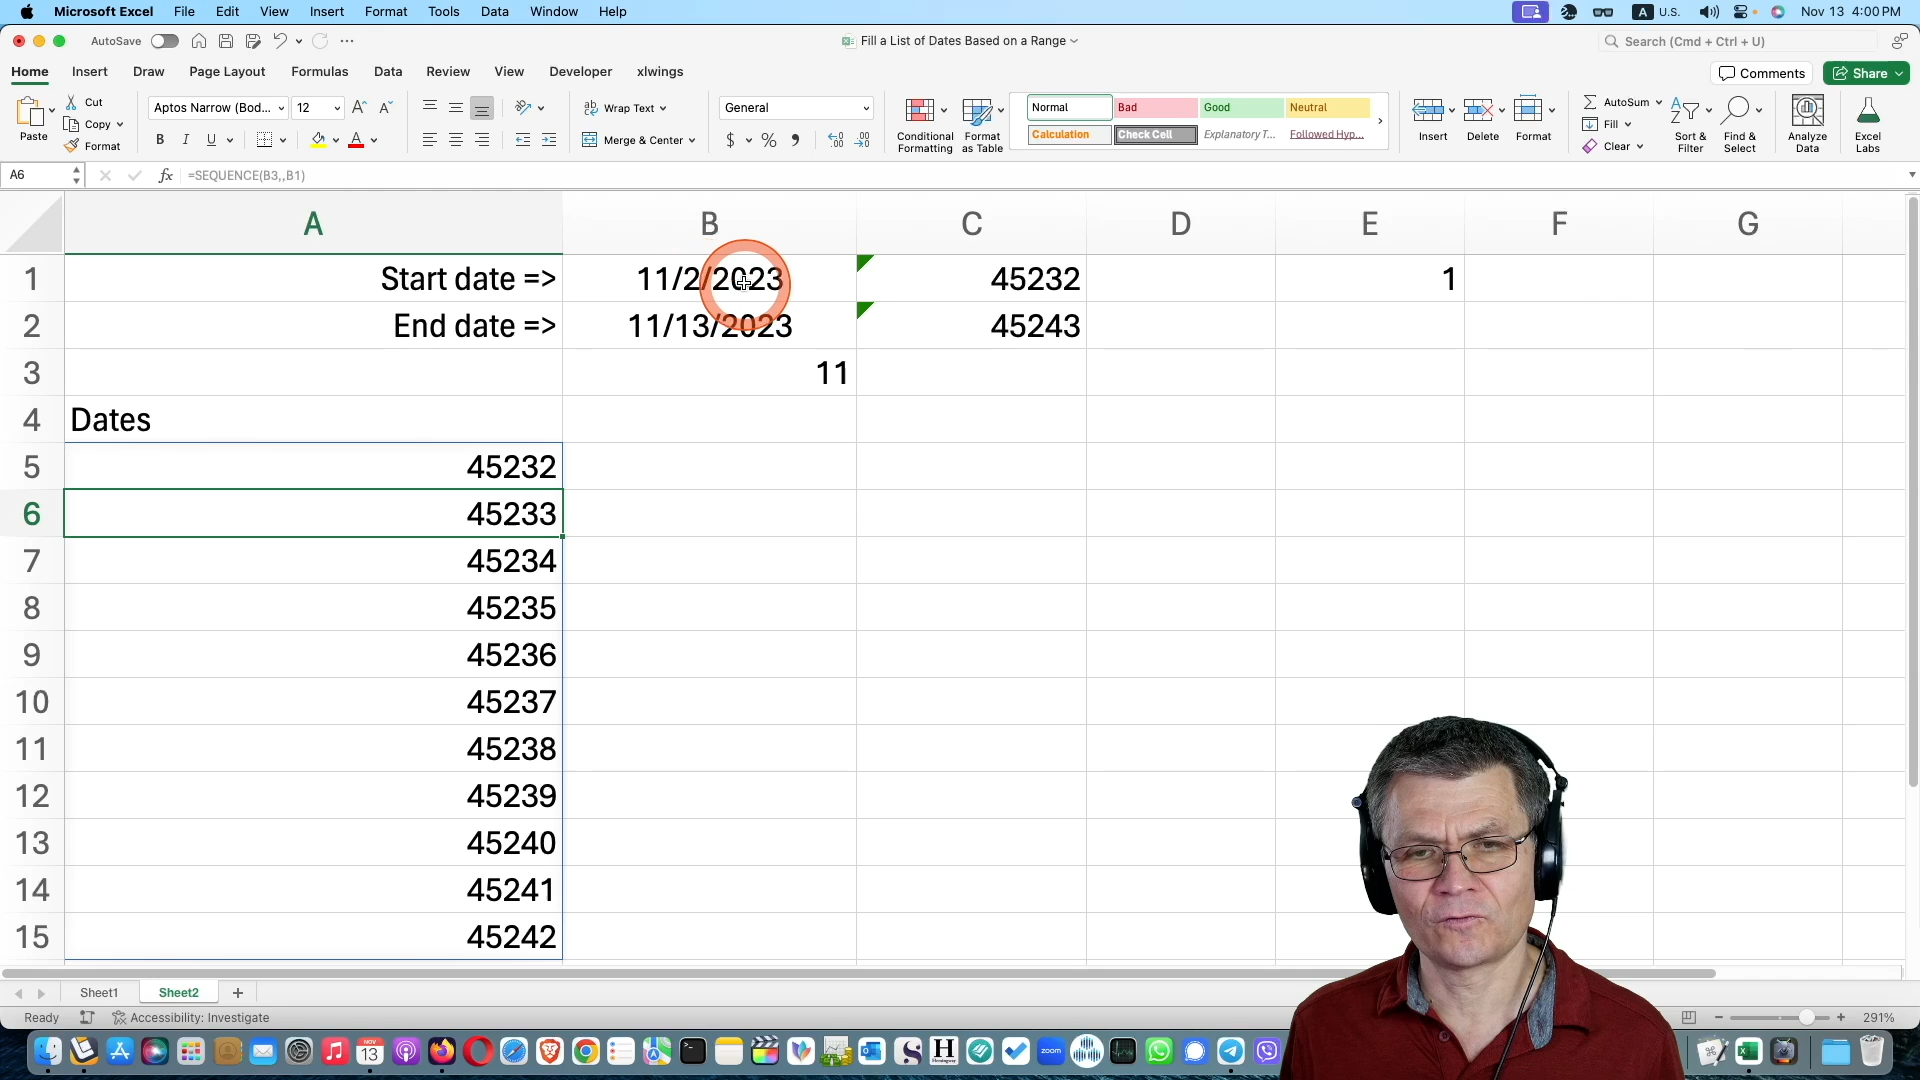 Microsoft Excel File Edit View Insert Format Tools Data Window Help A U.S. Nov 13 4:00 PM
AutoSave Fill a List of Dates Based on a Range Search (Cmd + Ctrl + U)
Home Insert Draw Page Layout Formulas Data Review View Developer xlwings Comments Share
Paste Cut Copy Format
Aptos Narrow (Bod... 12
B I U A
Wrap Text
Merge & Center
General
$ %
Conditional Formatting
Format as Table
Normal Bad Good Neutral
Calculation Check Cell Explanatory T... Followed Hyp...
Insert Delete Format
AutoSum
Fill
Clear
Sort & Filter
Find & Select
Analyze Data
Excel Labs
A6 fx =SEQUENCE(B3,,B1)
A B C D E F G
1 Start date => 11/2/2023 45232 1
2 End date => 11/13/2023 45243
3 11
4 Dates
5 45232
6 45233
7 45234
8 45235
9 45236
10 45237
11 45238
12 45239
13 45240
14 45241
15 45242
Sheet1 Sheet2 +
Ready Accessibility: Investigate 291%
NOV 13 zoom